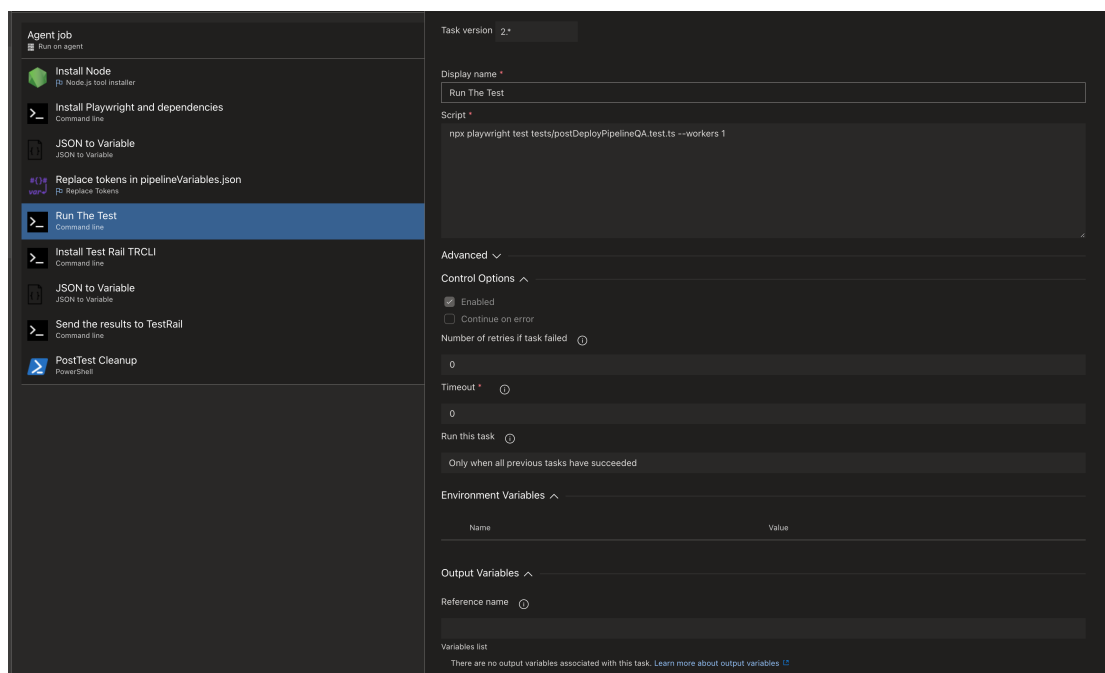 Agent job
Run on agent
Install Node
Node.js tool installer
Install Playwright and dependencies
Command line
JSON to Variable
JSON to Variable
Replace tokens in pipelineVariables.json
Replace Tokens
Run The Test
Command line
Install Test Rail TRCLI
Command line
JSON to Variable
JSON to Variable
Send the results to TestRail
Command line
PostTest Cleanup
PowerShell
Task version 2.*
Display name *
Run The Test
Script *
npx playwright test tests/postDeployPipelineQA.test.ts --workers 1
Advanced
Control Options
Enabled
Continue on error
Number of retries if task failed
0
Timeout *
0
Run this task
Only when all previous tasks have succeeded
Environment Variables
Name Value
Output Variables
Reference name
Variables list
There are no output variables associated with this task. Learn more about output variables